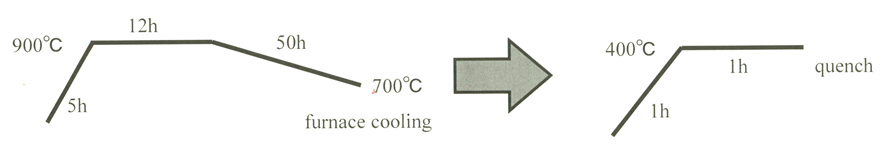 12h
900℃
50h
5h
700℃
furnace cooling
400℃
1h
quench
1h